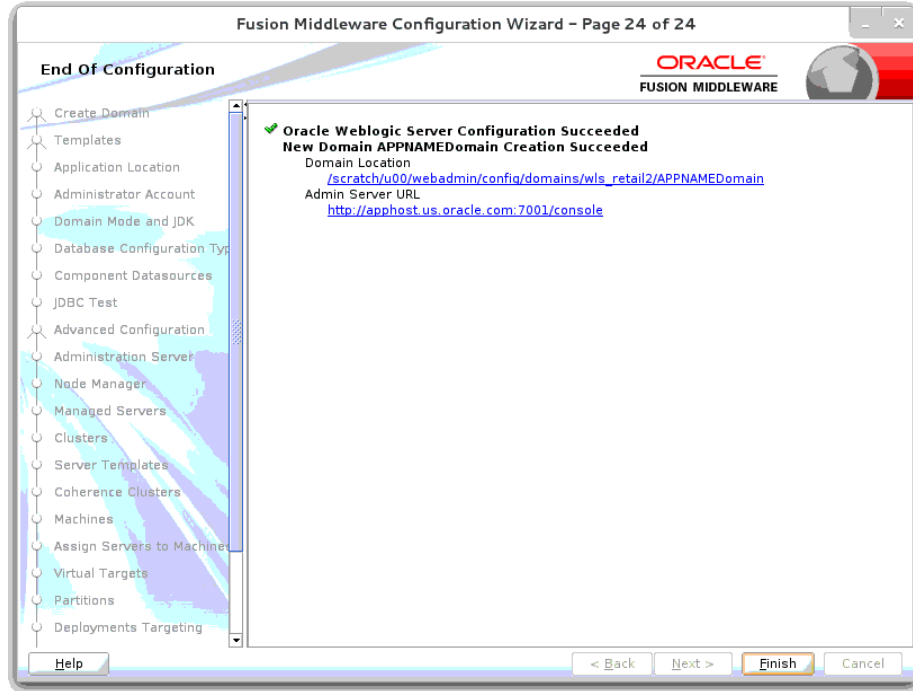 Fusion Middleware Configuration Wizard – Page 24 of 24
End Of Configuration
ORACLE
FUSION MIDDLEWARE
Create Domain
Templates
Application Location
Administrator Account
Domain Mode and JDK
Database Configuration Typ
Component Datasources
JDBC Test
Advanced Configuration
Administration Server
Node Manager
Managed Servers
Clusters
Server Templates
Coherence Clusters
Machines
Assign Servers to Machines
Virtual Targets
Partitions
Deployments Targeting
Oracle Weblogic Server Configuration Succeeded
New Domain APPNAMEDomain Creation Succeeded
Domain Location
/scratch/u00/webadmin/config/domains/wls_retail2/APPNAMEDomain
Admin Server URL
http://apphost.us.oracle.com:7001/console
Help
< Back
Next >
Finish
Cancel